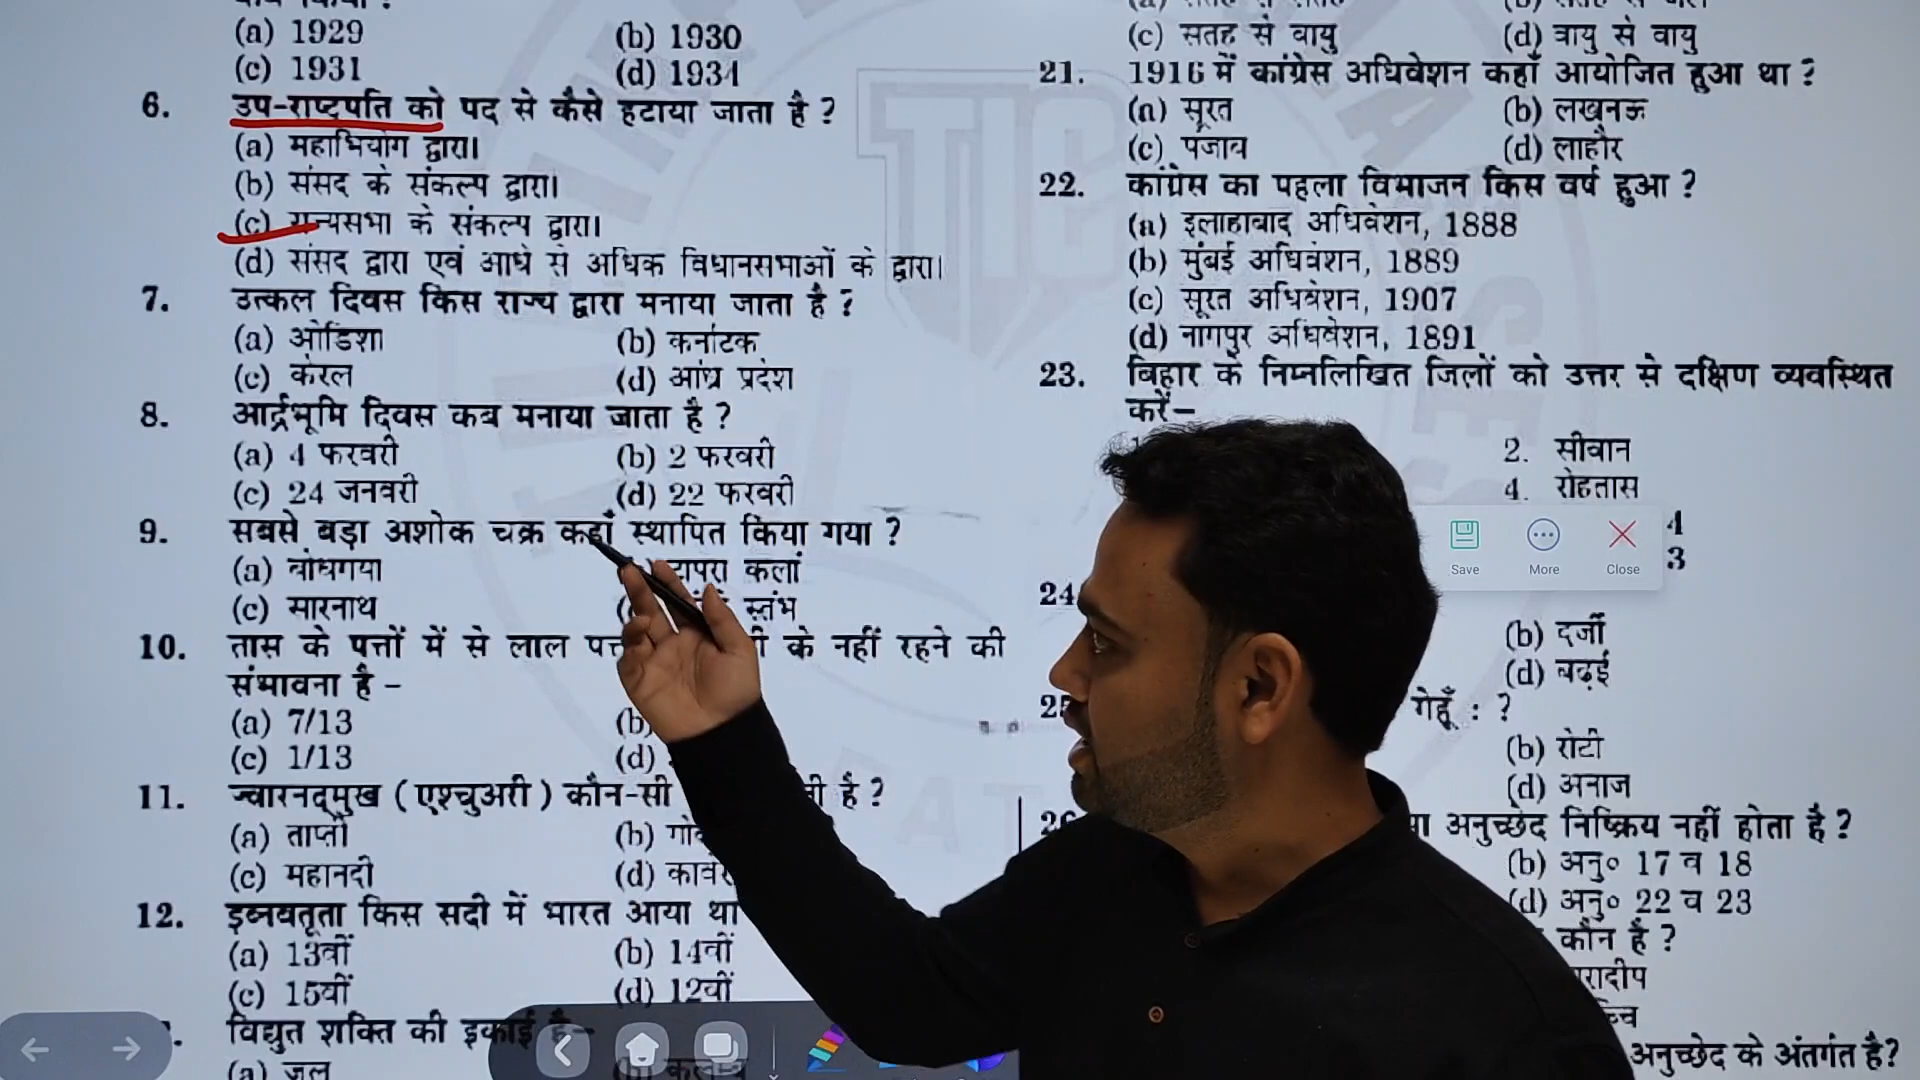 (a) 1929 (b) 1930
(c) 1931 (d) 1934
6. उप-राष्ट्रपति को पद से कैसे हटाया जाता है ?
(a) महाभियोग द्वारा।
(b) संसद के संकल्प द्वारा।
(c) राज्यसभा के संकल्प द्वारा।
(d) संसद द्वारा एवं आधे से अधिक विधानसभाओं के द्वारा।
7. उत्कल दिवस किस राज्य द्वारा मनाया जाता है ?
(a) ओडिशा (b) कर्नाटक
(c) केरल (d) आंध्र प्रदेश
8. आर्द्रभूमि दिवस कब मनाया जाता है ?
(a) 4 फरवरी (b) 2 फरवरी
(c) 24 जनवरी (d) 22 फरवरी
9. सबसे बड़ा अशोक चक्र कहाँ स्थापित किया गया ?
(a) बोधगया टोपरा कलां
(c) सारनाथ स्तंभ
10. तास के पत्तों में से लाल के नहीं रहने की
संभावना है -
(a) 7/13 (b)
(c) 1/13 (d)
11. ज्वारनद्मुख ( एश्चुअरी ) कौन-सी है ?
(a) ताप्ती (b)
(c) महानदी (d)
12. इब्नबतूता किस सदी में भारत आया था
(a) 13वीं (b) 14वीं
(c) 15वीं (d) 12वीं
विद्युत शक्ति की इकाई है-
(a) जूल
(c) सतह से वायु (d) वायु से वायु
21. 1916 में कांग्रेस अधिवेशन कहाँ आयोजित हुआ था ?
(a) सूरत (b) लखनऊ
(c) पंजाब (d) लाहौर
22. कांग्रेस का पहला विभाजन किस वर्ष हुआ ?
(a) इलाहाबाद अधिवेशन, 1888
(b) मुंबई अधिवेशन, 1889
(c) सूरत अधिवेशन, 1907
(d) नागपुर अधिवेशन, 1891
23. बिहार के निम्नलिखित जिलों को उत्तर से दक्षिण व्यवस्थित
करें–
2. सीवान
4. रोहतास
4
3
Save More Close
24.
(b) दर्जी
(d) बढ़ई
गेहूँ : ?
(b) रोटी
(d) अनाज
अनुच्छेद निष्क्रिय नहीं होता है ?
(b) अनु० 17 व 18
(d) अनु० 22 व 23
कौन है ?
अनुच्छेद के अंतर्गत है?